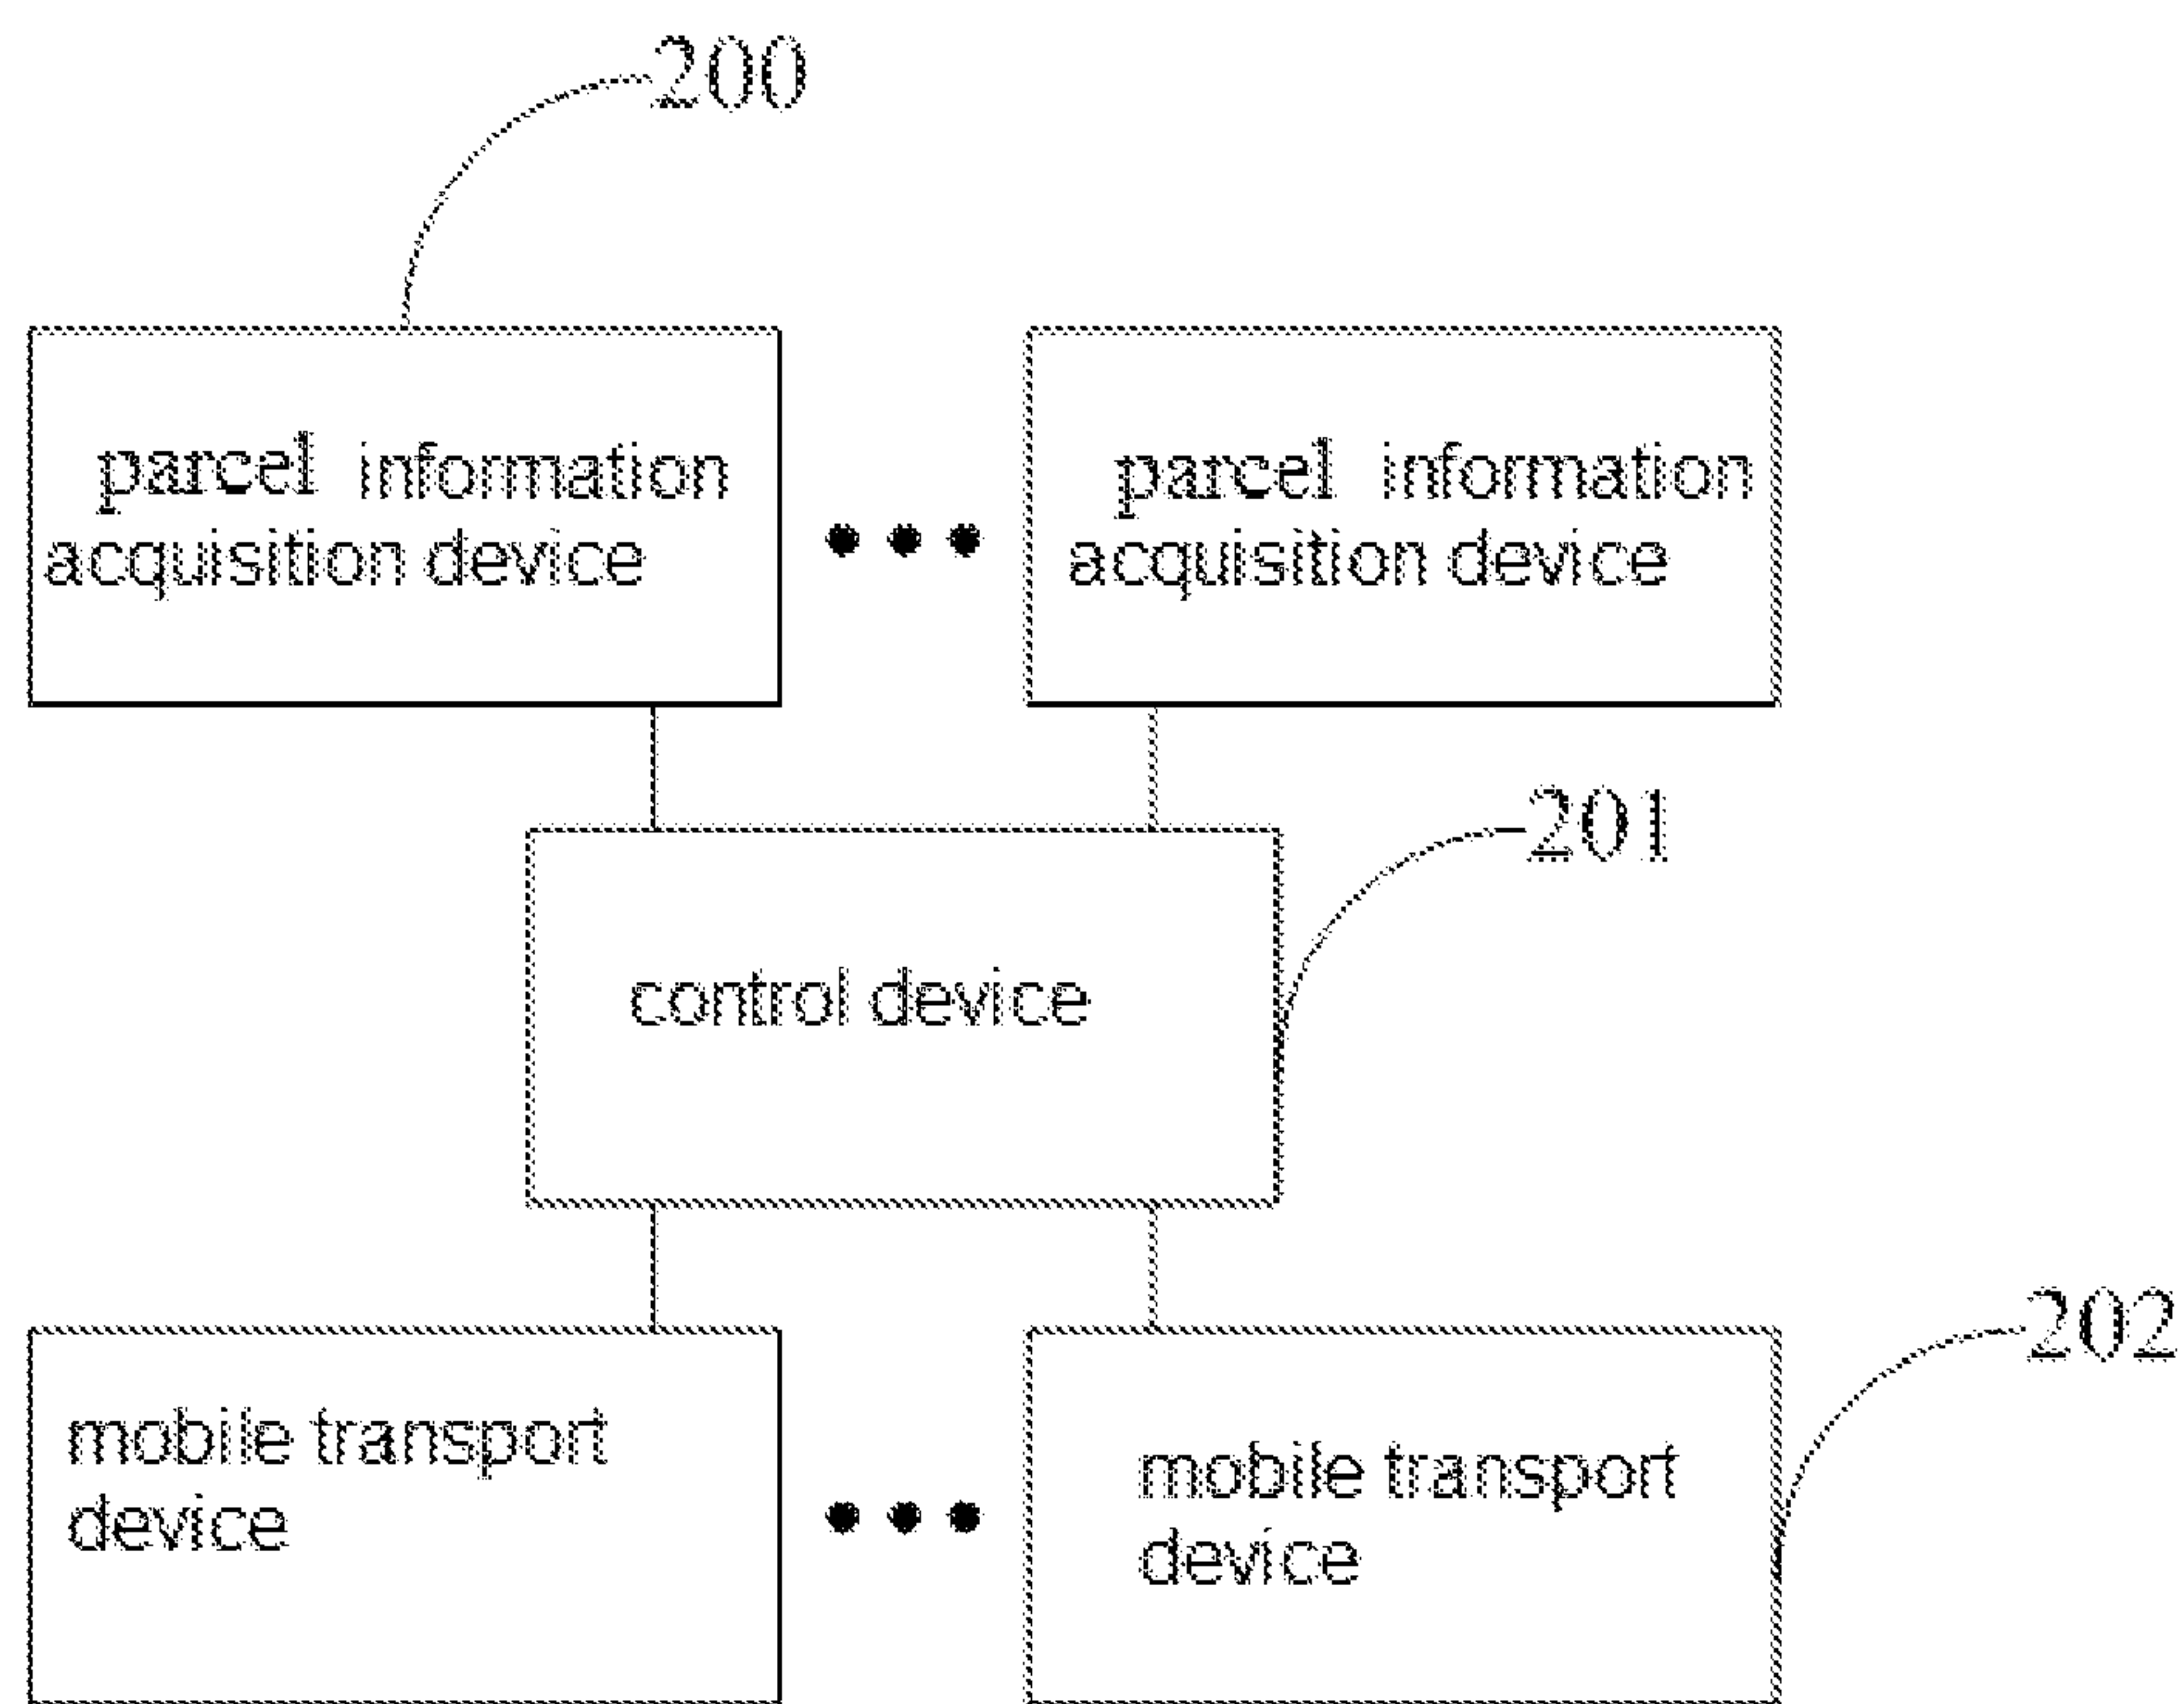 200
parcel information
acquisition device
parcel information
acquisition device
201
control device
202
mobile transport
device
mobile transport
device